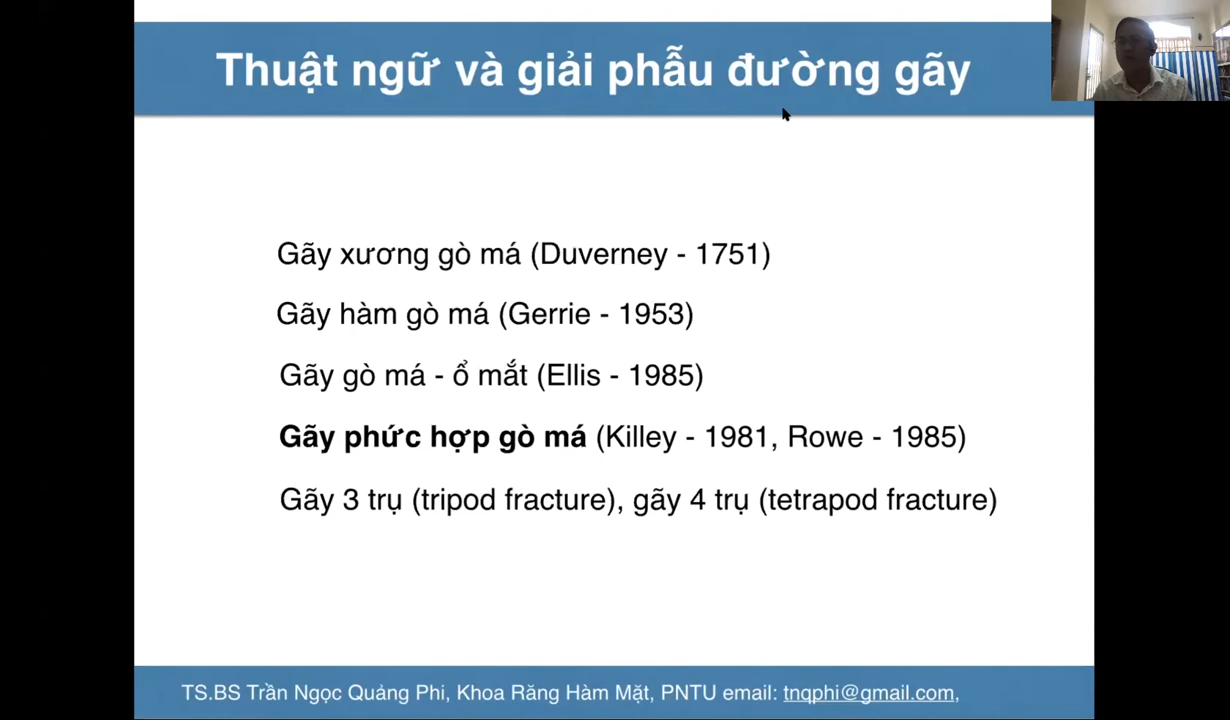 Thuật ngữ và giải phẫu đường gãy
Gãy xương gò má (Duverney - 1751)
Gãy hàm gò má (Gerrie - 1953)
Gãy gò má - ổ mắt (Ellis - 1985)
Gãy phức hợp gò má (Killey - 1981, Rowe - 1985)
Gãy 3 trụ (tripod fracture), gãy 4 trụ (tetrapod fracture)
TS.BS Trần Ngọc Quảng Phi, Khoa Răng Hàm Mặt, PNTU email: tnqphi@gmail.com,